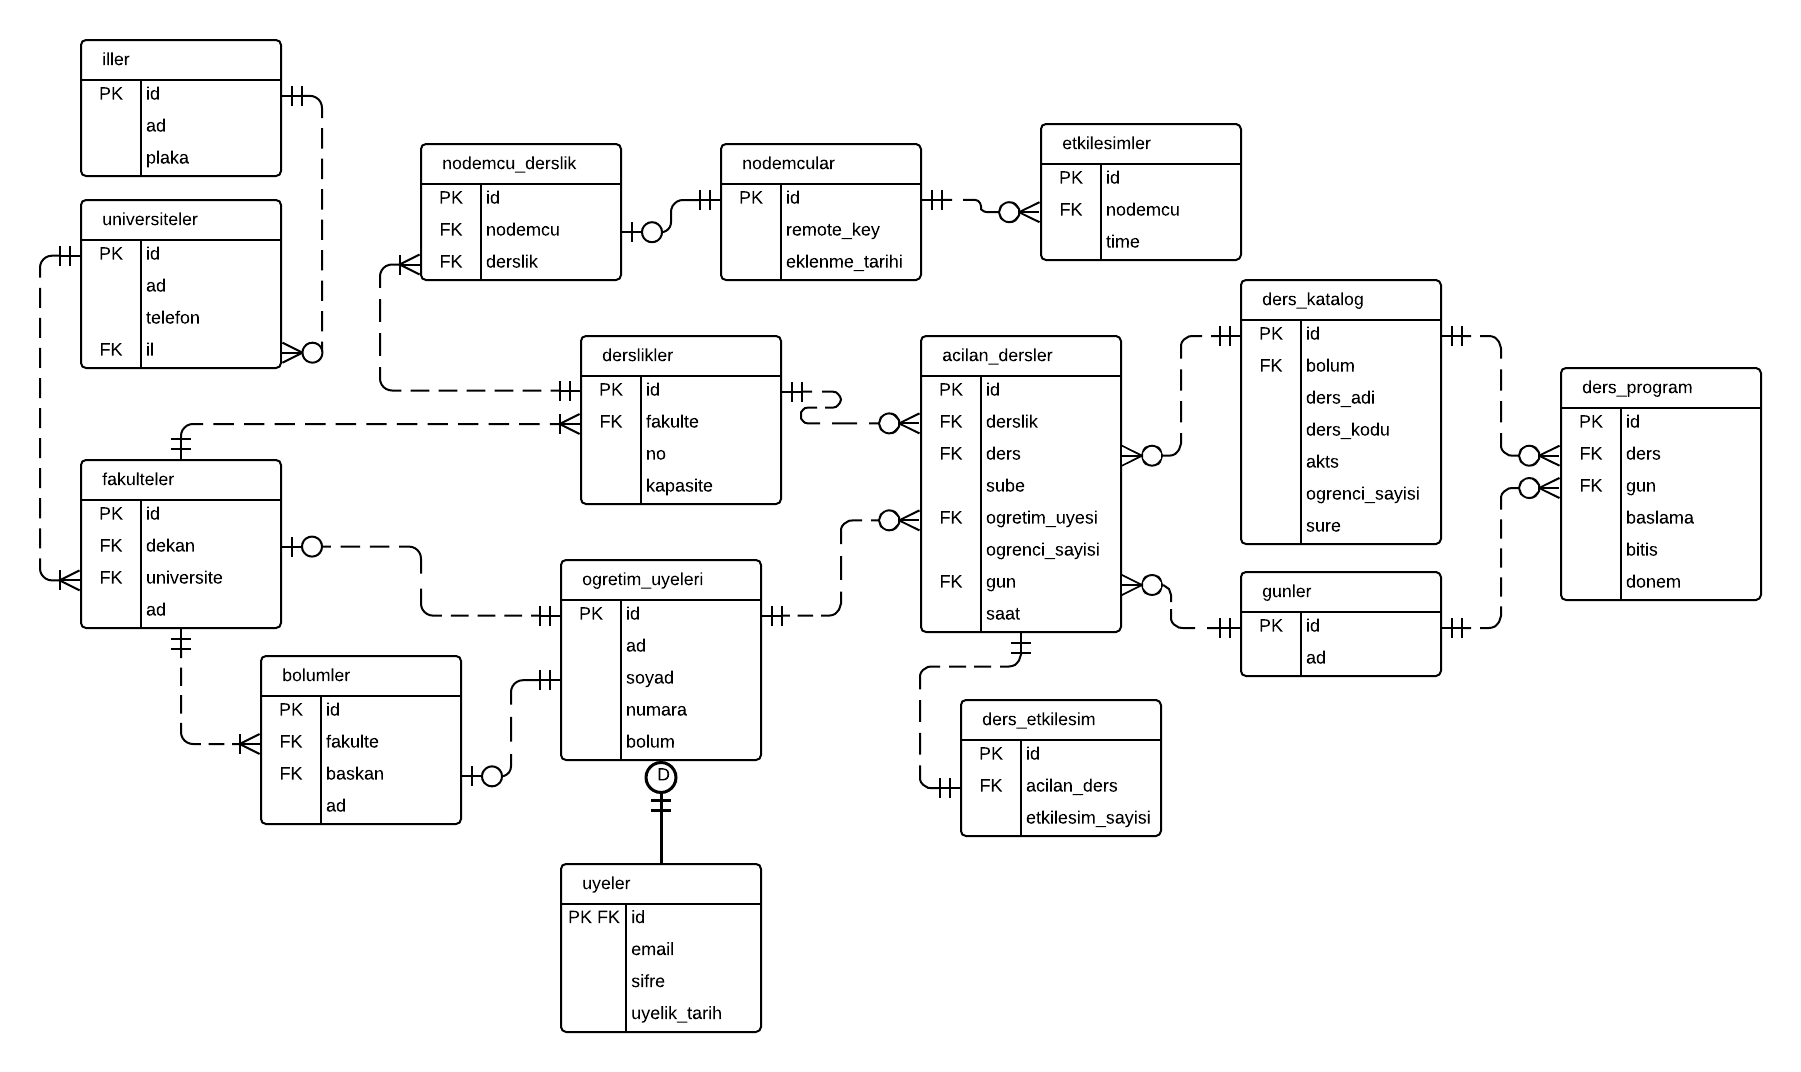 iller
PK id
ad
plaka
universiteler
PK id
ad
telefon
FK il
nodemcu_derslik
PK id
FK nodemcu
FK derslik
nodemcular
PK id
remote_key
eklenme_tarihi
etkilesimler
PK id
FK nodemcu
time
derslikler
PK id
FK fakulte
no
kapasite
acilan_dersler
PK id
FK derslik
FK ders
sube
FK ogretim_uyesi
ogrenci_sayisi
FK gun
saat
ders_katalog
PK id
FK bolum
ders_adi
ders_kodu
akts
ogrenci_sayisi
sure
ders_program
PK id
FK ders
FK gun
baslama
bitis
donem
fakulteler
PK id
FK dekan
FK universite
ad
ogretim_uyeleri
PK id
ad
soyad
numara
bolum
D
gunler
PK id
ad
bolumler
PK id
FK fakulte
FK baskan
ad
ders_etkilesim
PK id
FK acilan_ders
etkilesim_sayisi
uyeler
PK FK id
email
sifre
uyelik_tarih